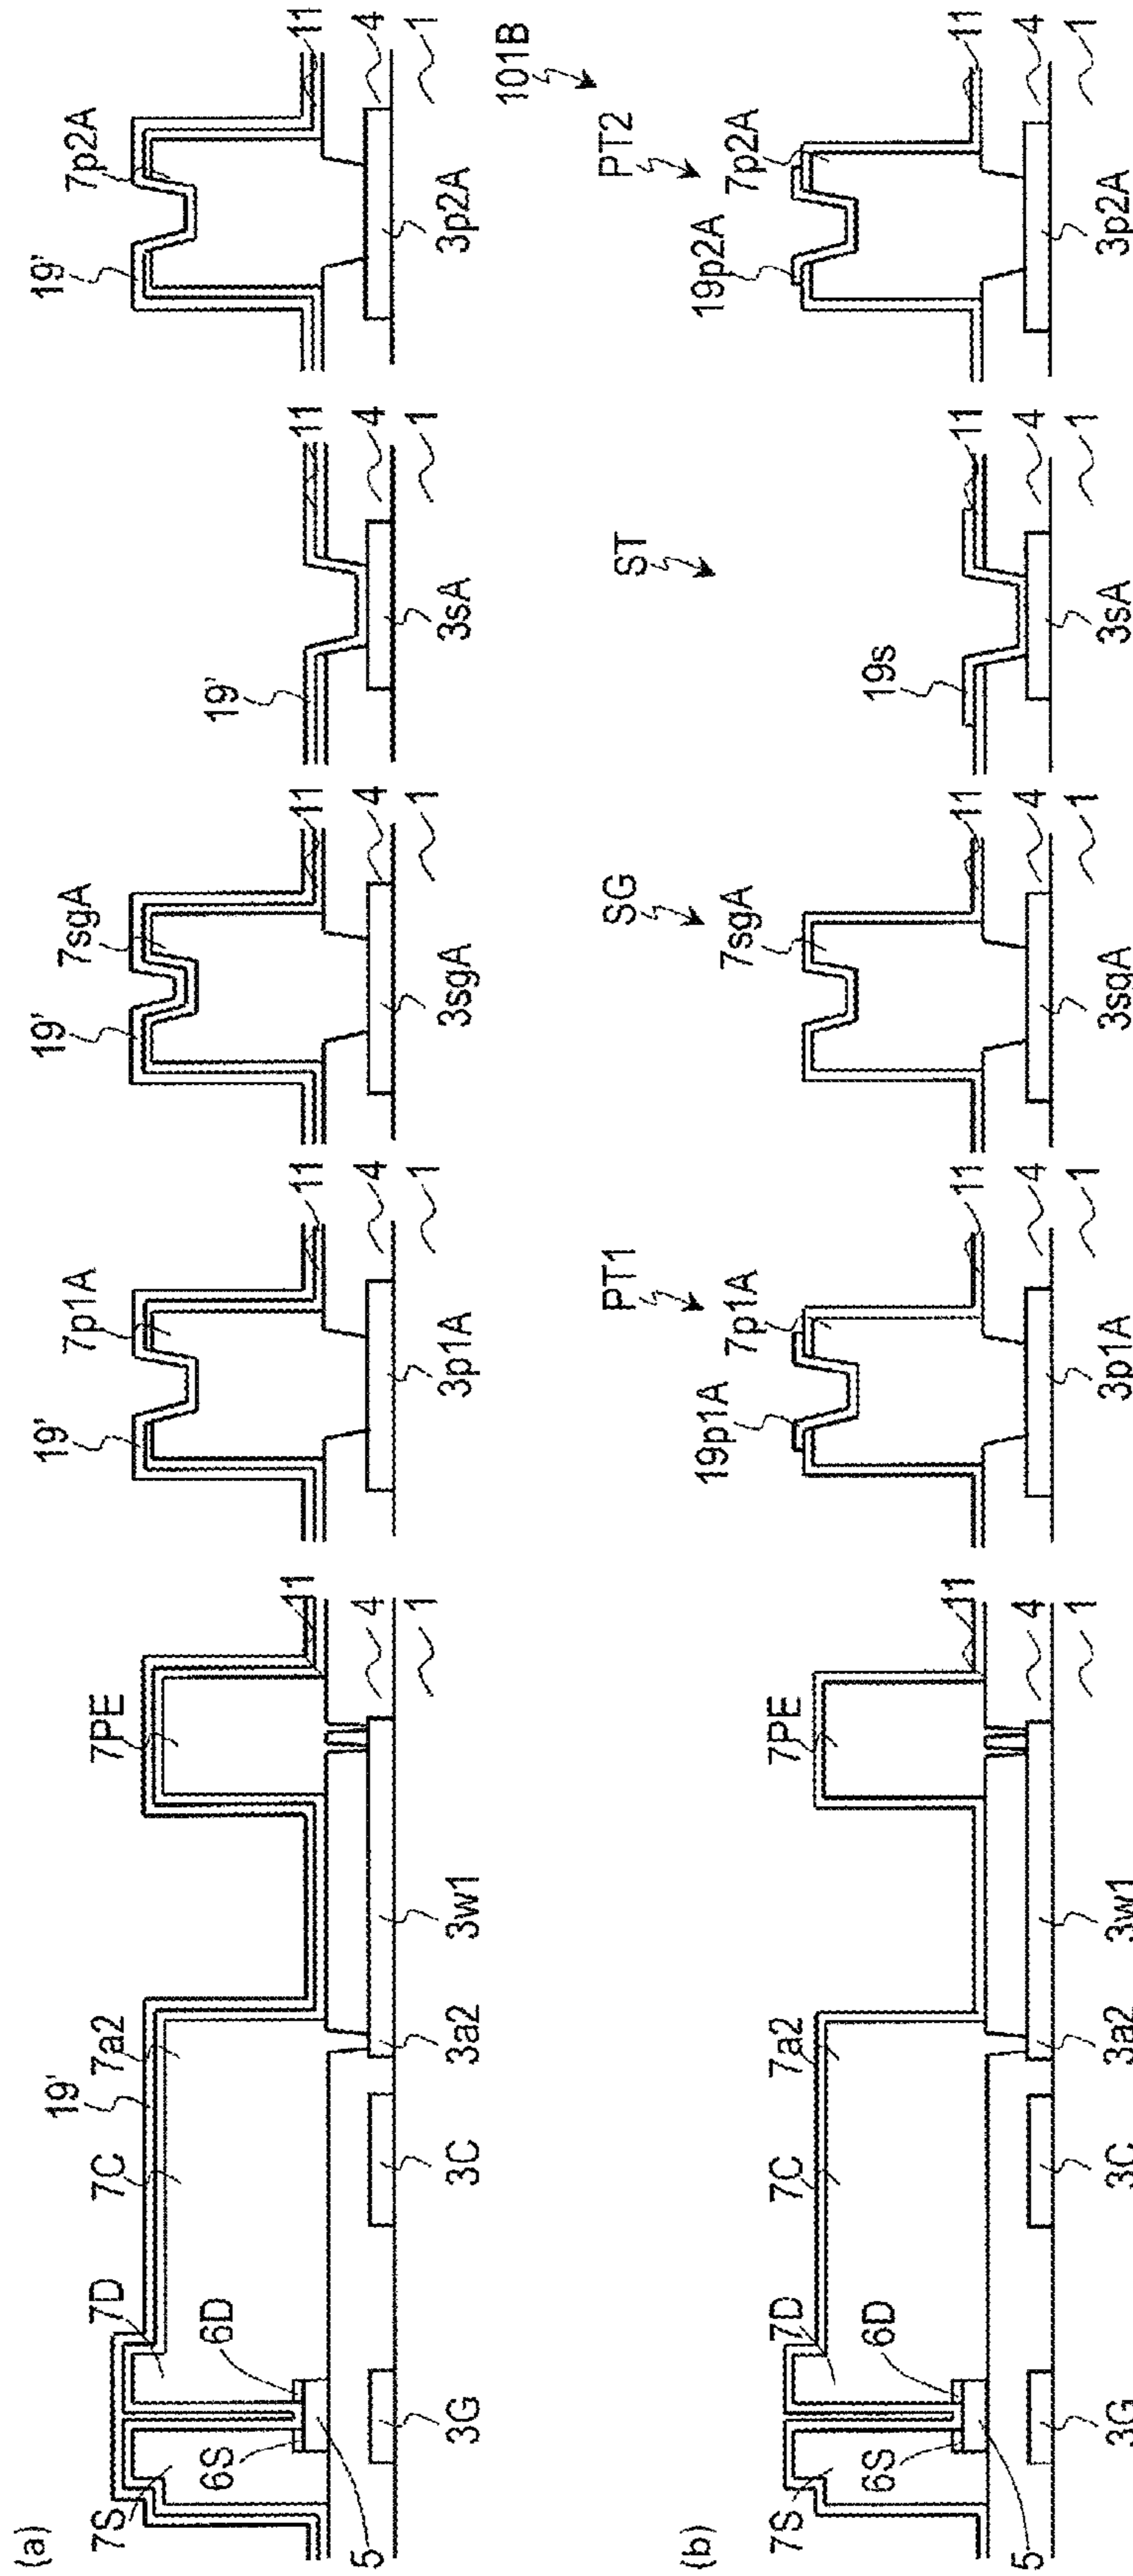 (a)
7S
7D
7C
19'
7a2
7PE
11
6S
6D
4
1
5
3G
3C
3a2
3w1
19'
7p1A
11
4
1
3p1A
19'
7sgA
11
4
1
3sgA
19'
11
4
1
3sA
19'
7p2A
11
4
1
3p2A
101B
(b)
7S
7D
7C
7a2
7PE
11
6S
6D
4
1
5
3G
3C
3a2
3w1
PT1
19p1A
7p1A
11
4
1
3p1A
SG
7sgA
11
4
1
3sgA
ST
19s
11
4
1
3sA
PT2
19p2A
7p2A
11
4
1
3p2A